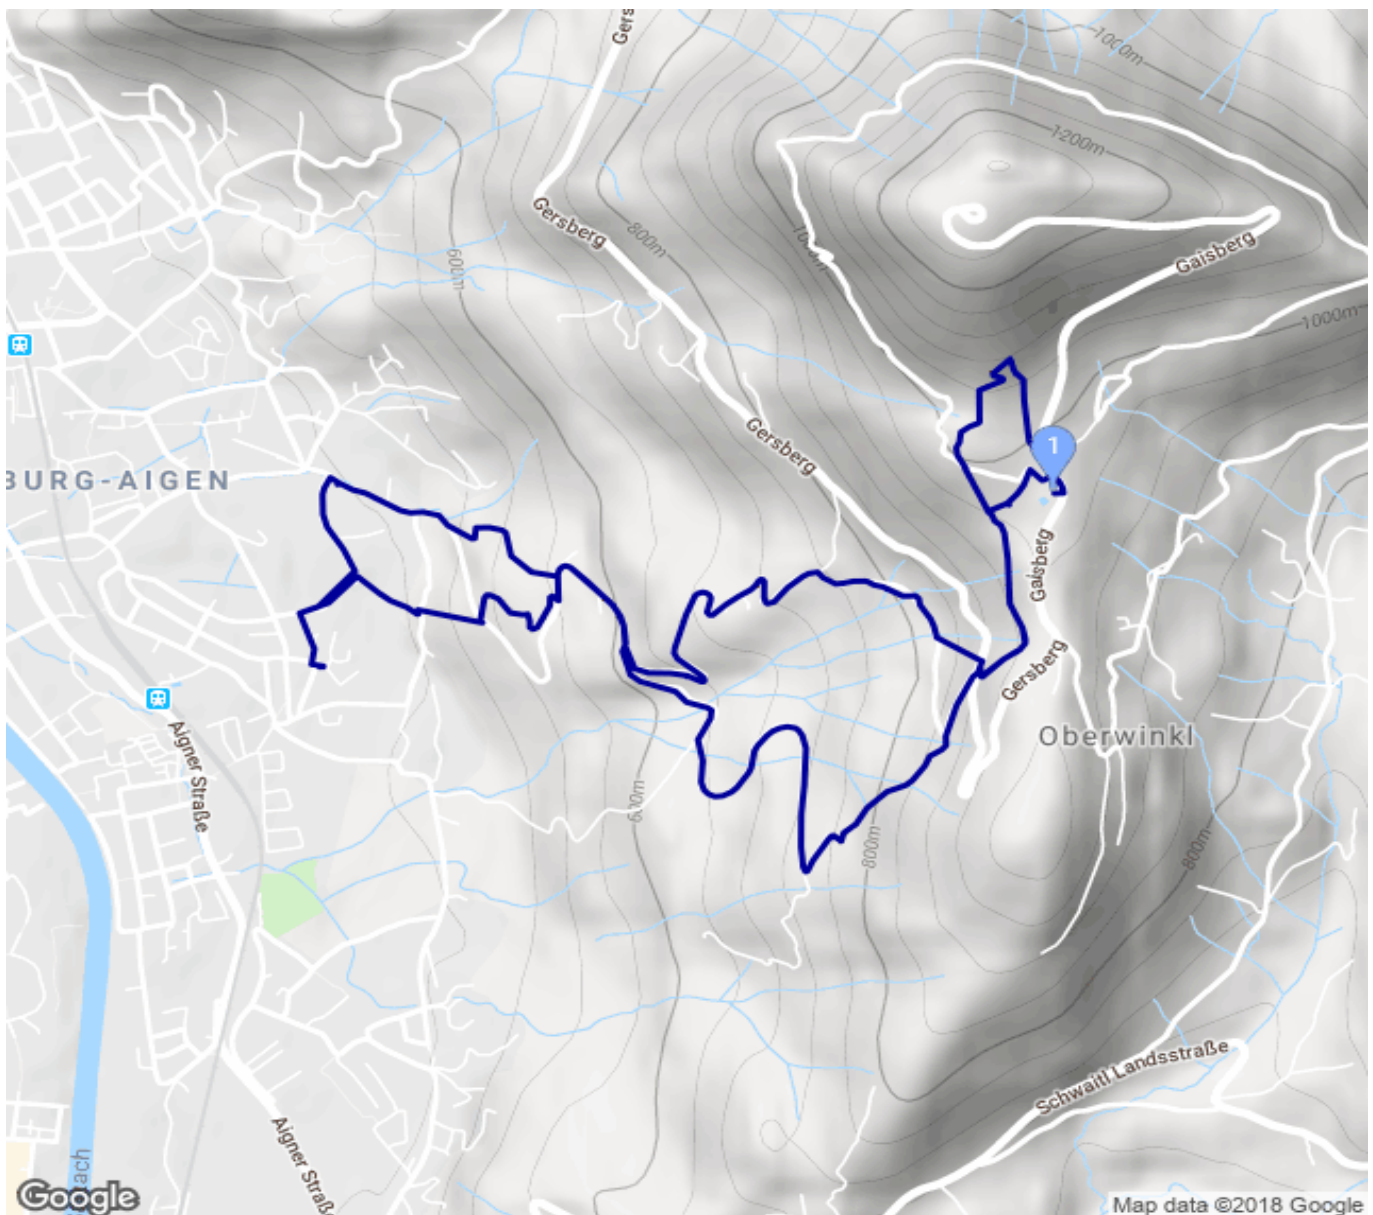 Gers
1000m
1200m
Gersberg
800m
1000m
Gaisberg
600m
1000m
Gersberg
1
BURG-AIGEN
Gaisberg
Gersberg
Oberwinkl
Aigner Straße
600m
800m
800m
Schwaitl Landsstraße
Aigner Straße
Google
Map data ©2018 Google